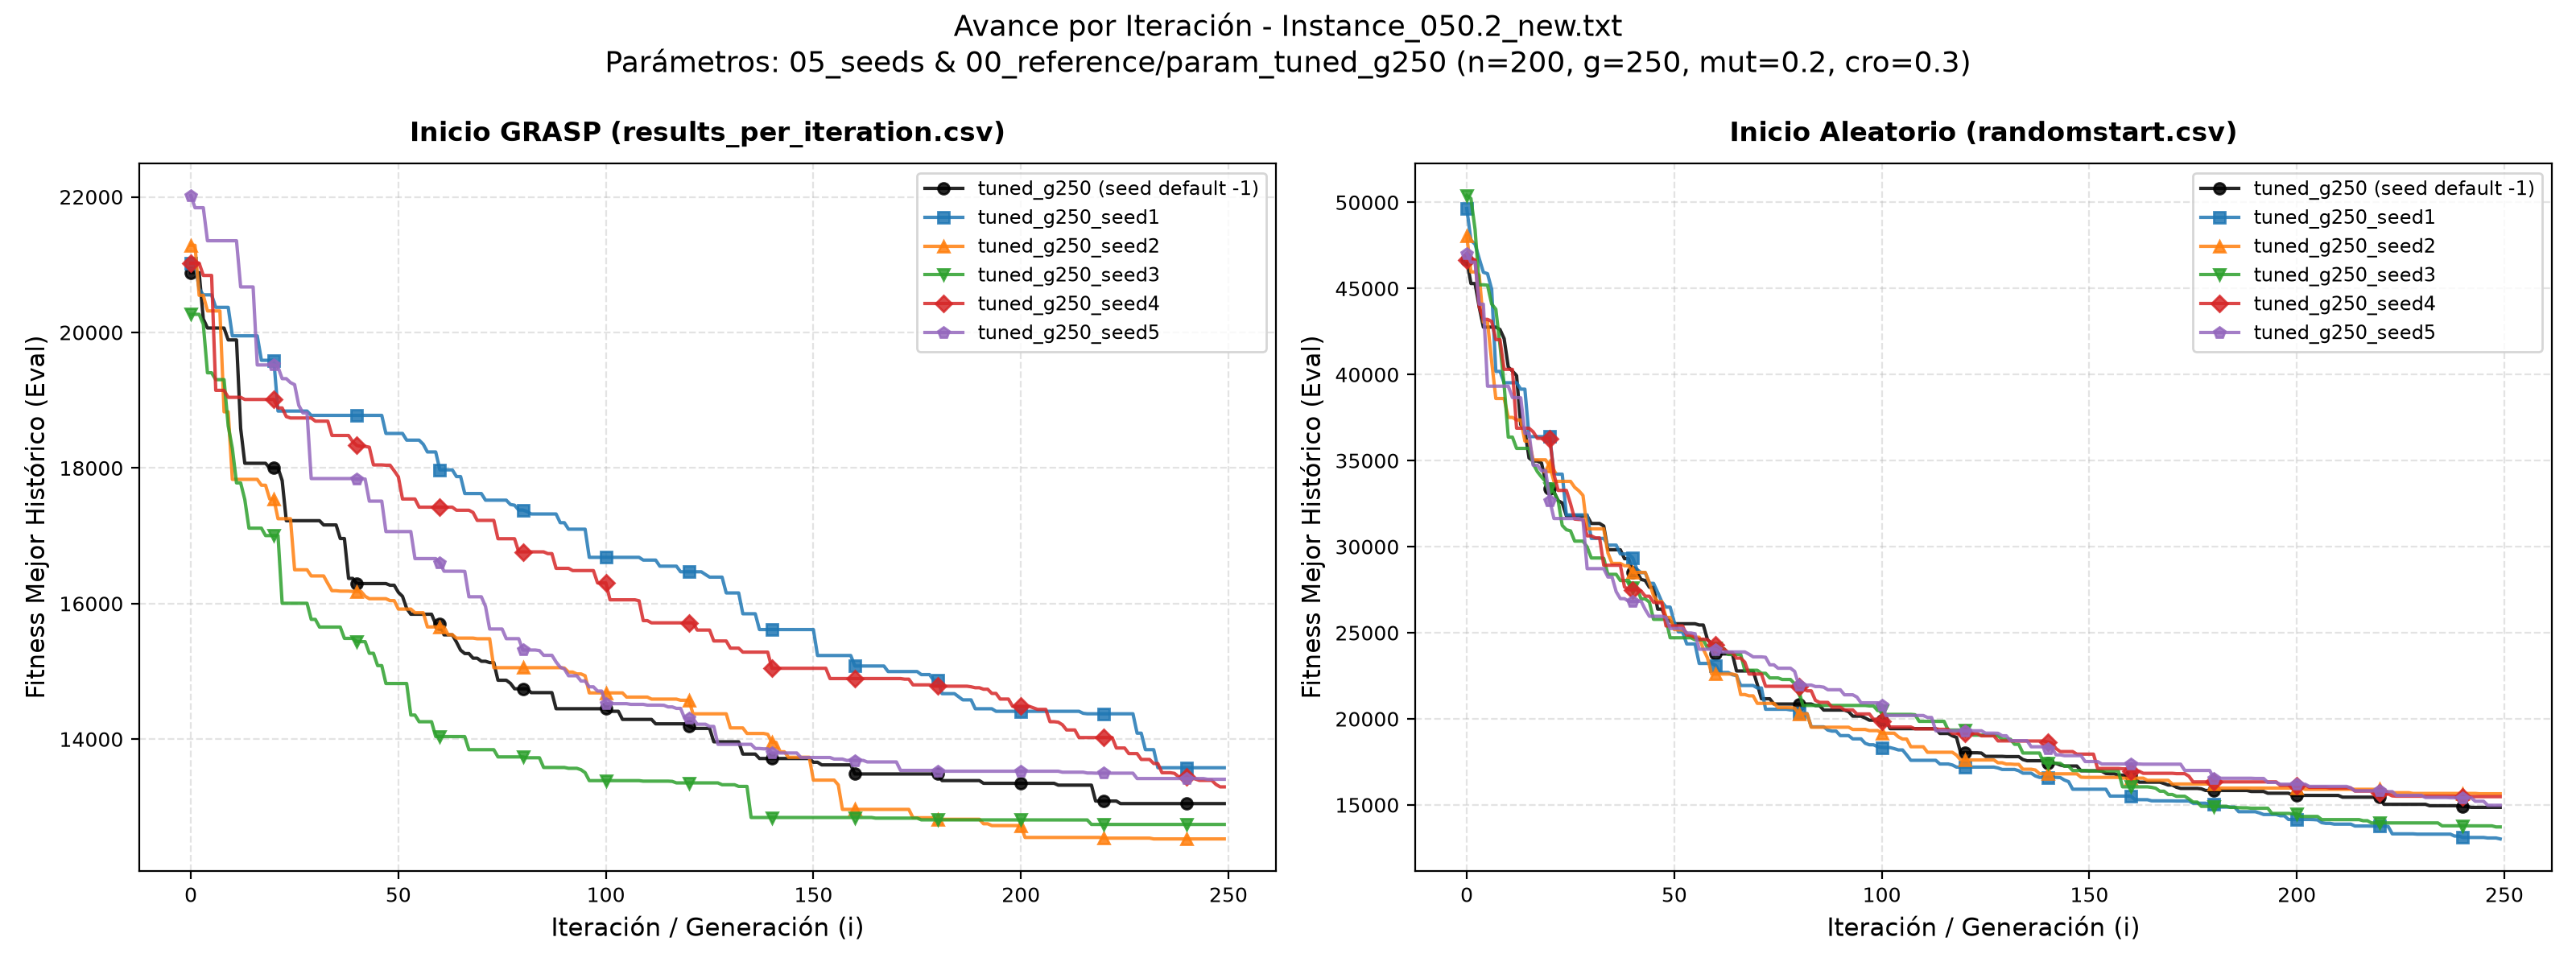 Avance por Iteración - Instance_050.2_new.txt
Parámetros: 05_seeds & 00_reference/param_tuned_g250 (n=200, g=250, mut=0.2, cro=0.3)
Inicio GRASP (results_per_iteration.csv)
Fitness Mejor Histórico (Eval)
22000
20000
18000
16000
14000
tuned_g250 (seed default -1)
tuned_g250_seed1
tuned_g250_seed2
tuned_g250_seed3
tuned_g250_seed4
tuned_g250_seed5
0 50 100 150 200 250
Iteración / Generación (i)
Inicio Aleatorio (randomstart.csv)
Fitness Mejor Histórico (Eval)
50000
45000
40000
35000
30000
25000
20000
15000
tuned_g250 (seed default -1)
tuned_g250_seed1
tuned_g250_seed2
tuned_g250_seed3
tuned_g250_seed4
tuned_g250_seed5
0 50 100 150 200 250
Iteración / Generación (i)